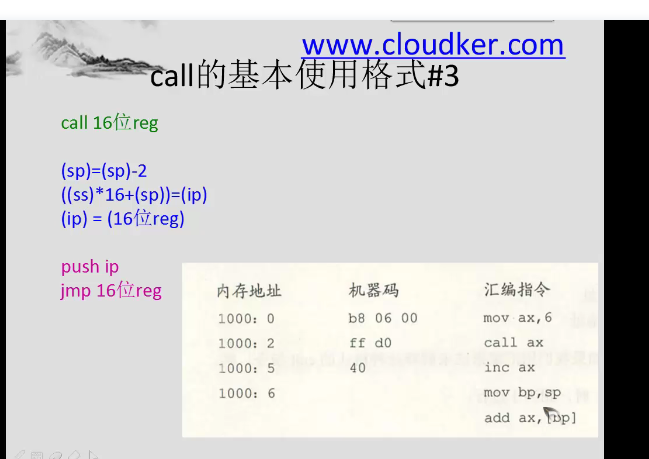 www.cloudker.com
call的基本使用格式#3
call 16位reg
(sp)=(sp)-2
((ss)*16+(sp))=(ip)
(ip) = (16位reg)
push ip
jmp 16位reg
内存地址 机器码 汇编指令
1000:0 b8 06 00 mov ax,6
1000:2 ff d0 call ax
1000:5 40 inc ax
1000:6 mov bp,sp
add ax,[bp]